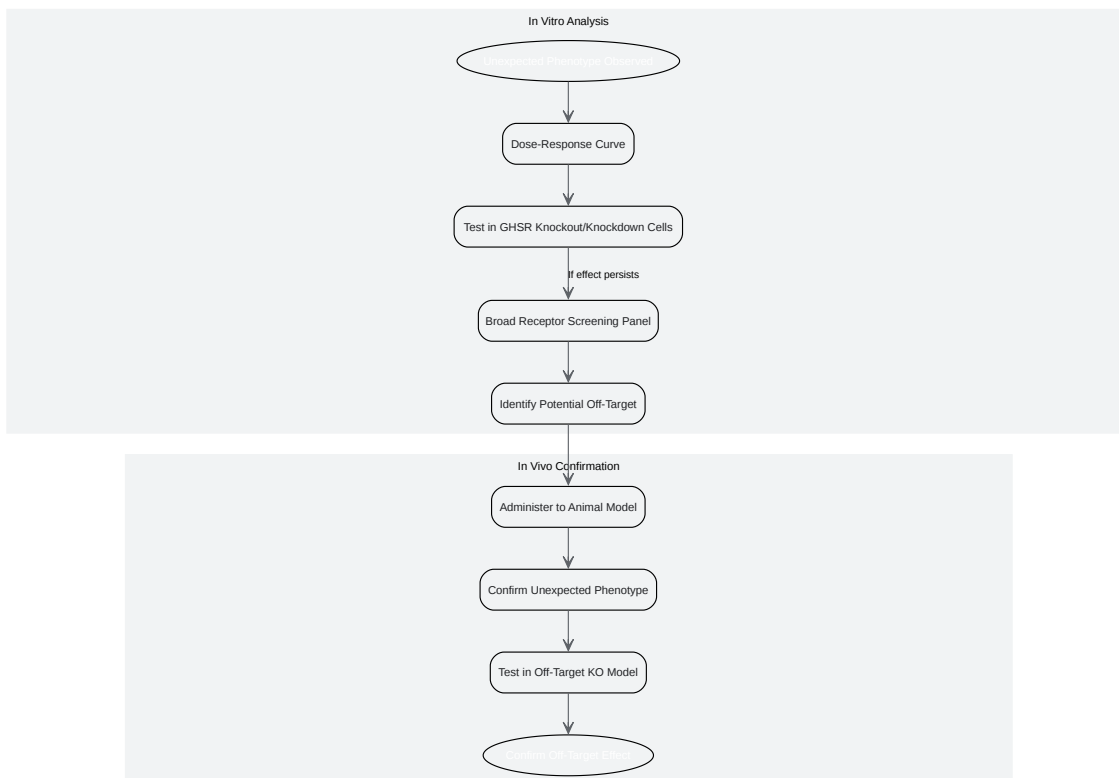 In Vitro Analysis
Unexpected Phenotype Observed
Dose-Response Curve
Test in GHSR Knockout/Knockdown Cells
If effect persists
Broad Receptor Screening Panel
Identify Potential Off-Target
In Vivo Confirmation
Administer to Animal Model
Confirm Unexpected Phenotype
Test in Off-Target KO Model
Confirm Off-Target Effect